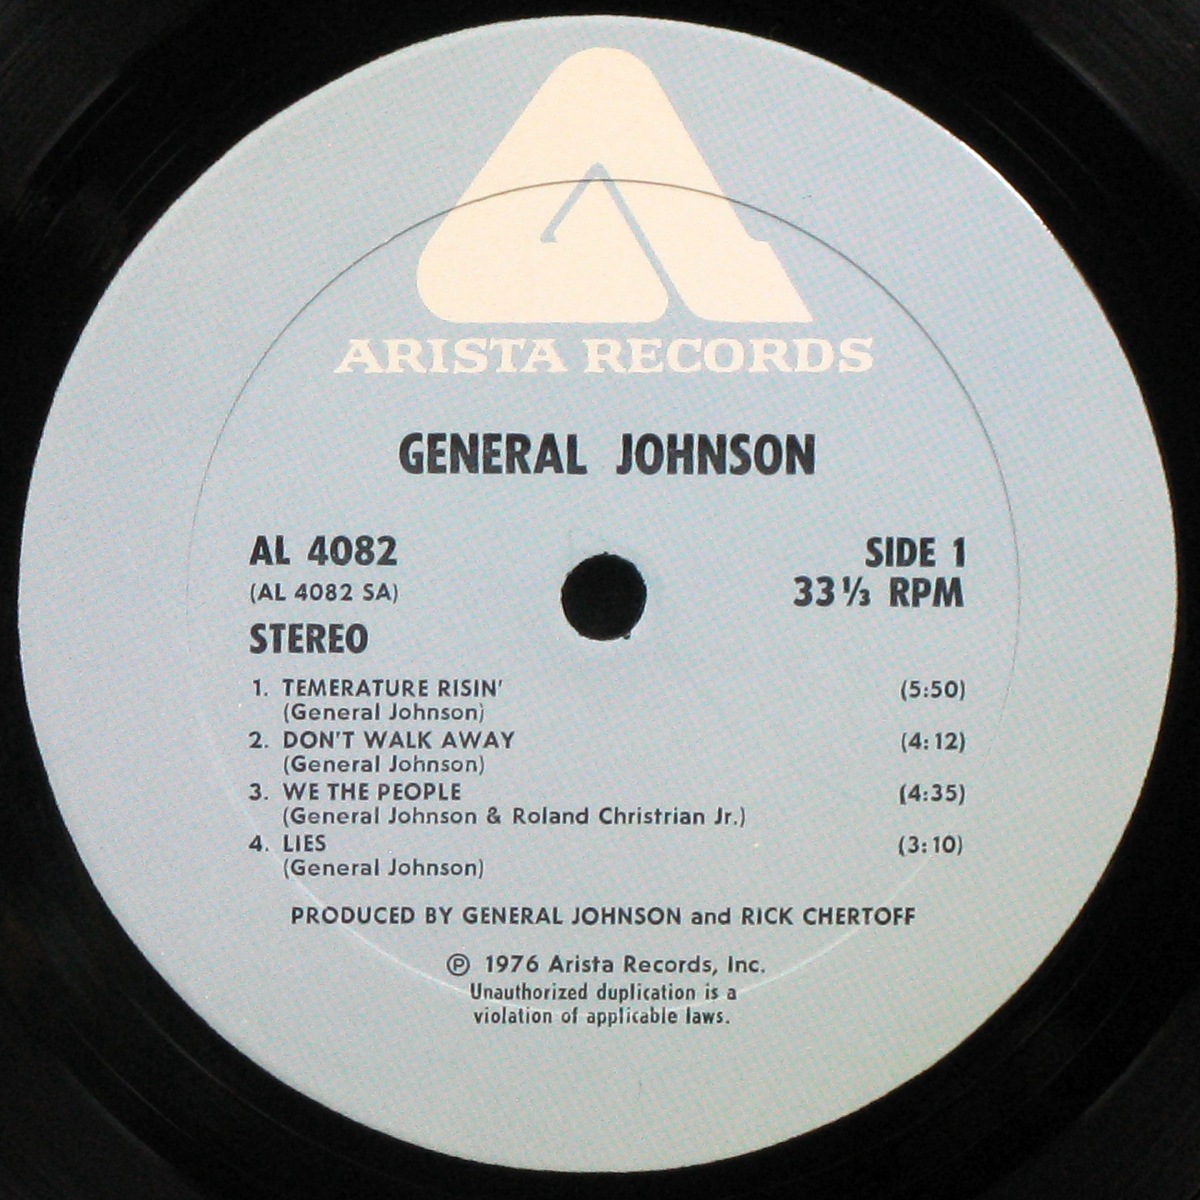 ARISTA RECORDS
GENERAL JOHNSON
AL 4082
(AL 4082 SA)
STEREO
SIDE 1
33 1/3 RPM
1. TEMERATURE RISIN' (5:50)
(General Johnson)
2. DON'T WALK AWAY (4:12)
(General Johnson)
3. WE THE PEOPLE (4:35)
(General Johnson & Roland Christrian Jr.)
4. LIES (3:10)
(General Johnson)
PRODUCED BY GENERAL JOHNSON and RICK CHERTOFF
℗ 1976 Arista Records, Inc.
Unauthorized duplication is a
violation of applicable laws.